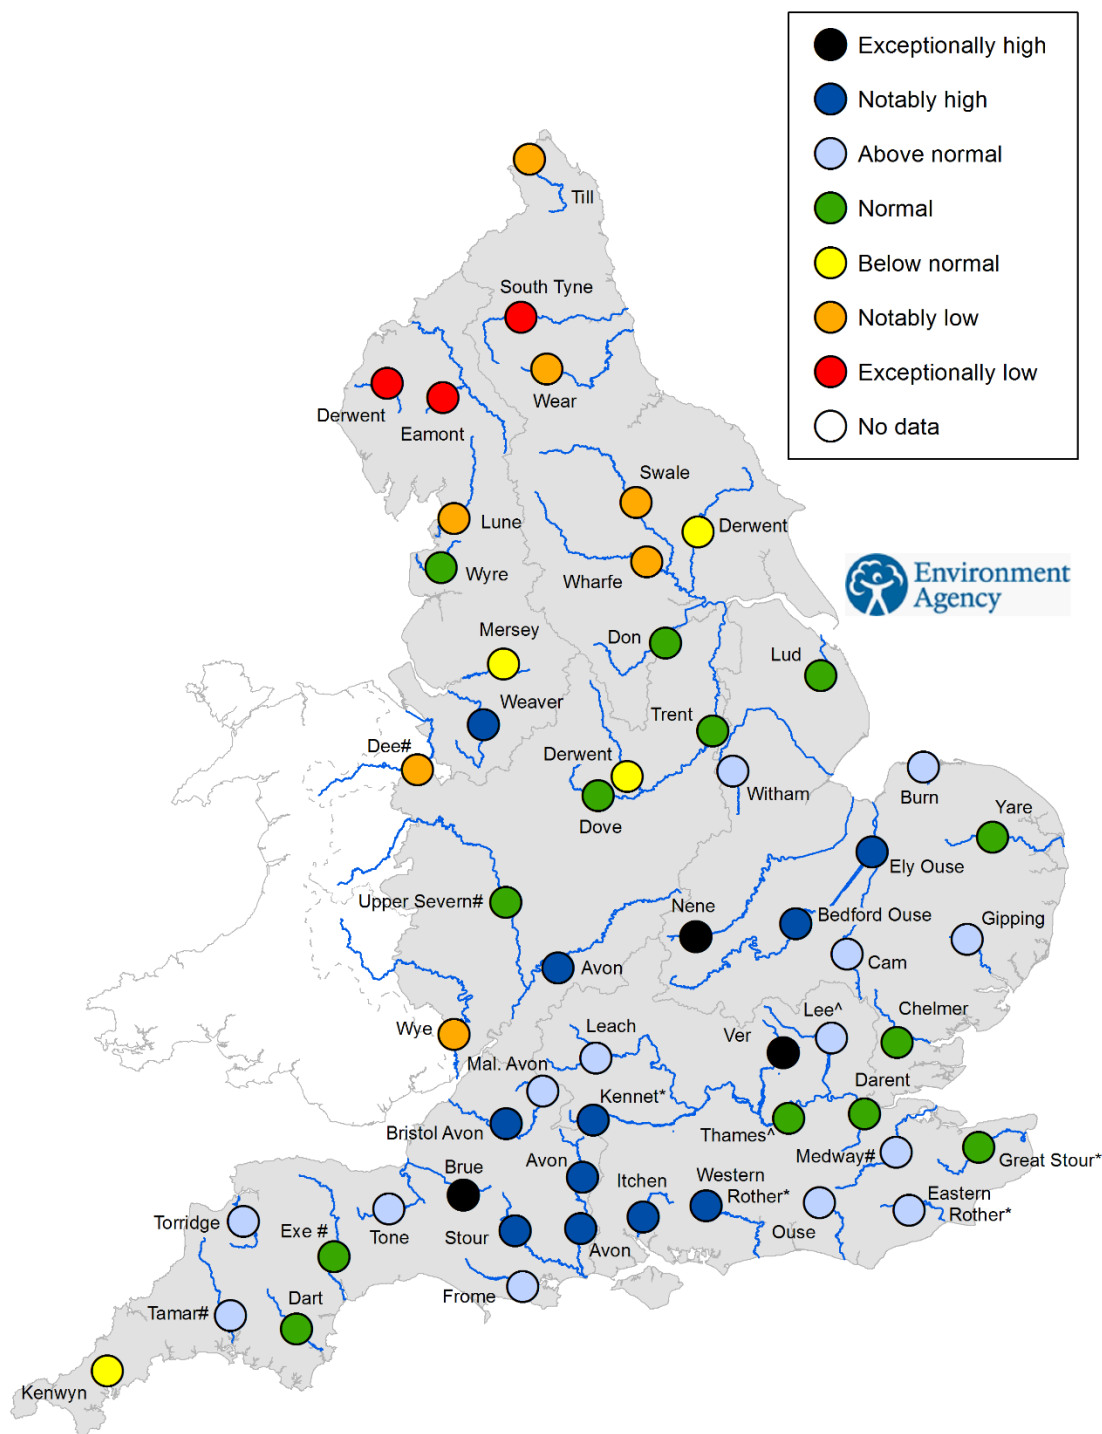 Exceptionally high
Notably high
Above normal
Normal
Below normal
Notably low
Exceptionally low
No data
Till
South Tyne
Wear
Derwent
Eamont
Swale
Lune
Derwent
Wyre
Wharfe
Environment
Agency
Mersey
Don
Lud
Weaver
Trent
Dee#
Derwent
Witham
Burn
Dove
Yare
Ely Ouse
Upper Severn#
Nene
Bedford Ouse
Gipping
Avon
Cam
Wye
Leach
Ver
Lee^
Chelmer
Mal. Avon
Kennet*
Darent
Bristol Avon
Thames^
Medway#
Great Stour*
Brue
Avon
Itchen
Western
Rother*
Eastern
Rother*
Torridge
Exe #
Tone
Stour
Avon
Ouse
Tamar#
Dart
Frome
Kenwyn